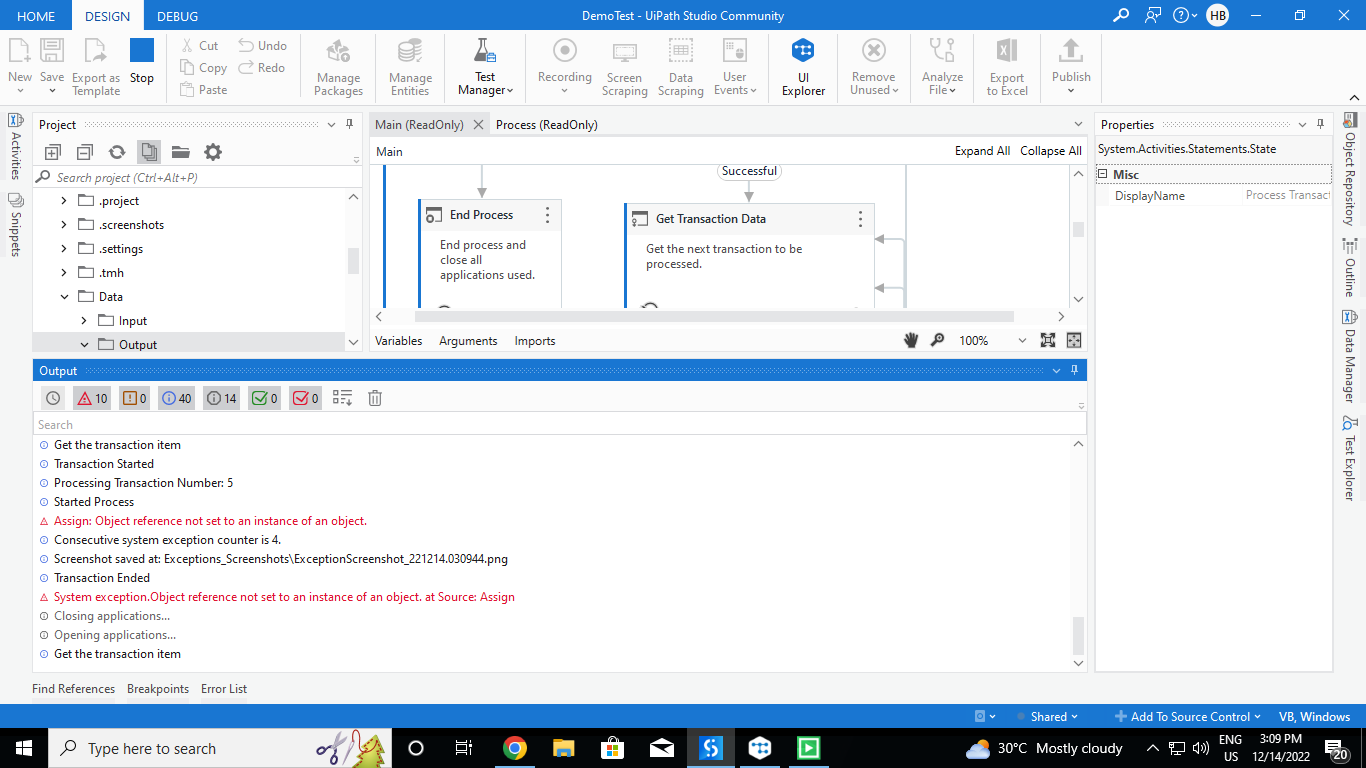 HOME
DESIGN
DEBUG
DemoTest - UiPath Studio Community
HB
New
Save
Export as Template
Stop
Cut
Copy
Paste
Undo
Redo
Manage Packages
Manage Entities
Test Manager
Recording
Screen Scraping
Data Scraping
User Events
UI Explorer
Remove Unused
Analyze File
Export to Excel
Publish
Activities
Snippets
Project
Search project (Ctrl+Alt+P)
.project
.screenshots
.settings
.tmh
Data
Input
Output
Main (ReadOnly)
Process (ReadOnly)
Main
Expand All
Collapse All
Successful
End Process
End process and
close all
applications used.
Get Transaction Data
Get the next transaction to be
processed.
Variables
Arguments
Imports
100%
Properties
System.Activities.Statements.State
Misc
DisplayName
Process Transact
Object Repository
Outline
Data Manager
Test Explorer
Output
10
0
40
14
0
0
Search
Get the transaction item
Transaction Started
Processing Transaction Number: 5
Started Process
Assign: Object reference not set to an instance of an object.
Consecutive system exception counter is 4.
Screenshot saved at: Exceptions_Screenshots\ExceptionScreenshot_221214.030944.png
Transaction Ended
System exception.Object reference not set to an instance of an object. at Source: Assign
Closing applications...
Opening applications...
Get the transaction item
Find References
Breakpoints
Error List
Shared
Add To Source Control
VB, Windows
Type here to search
30°C Mostly cloudy
ENG
US
3:09 PM
12/14/2022
20